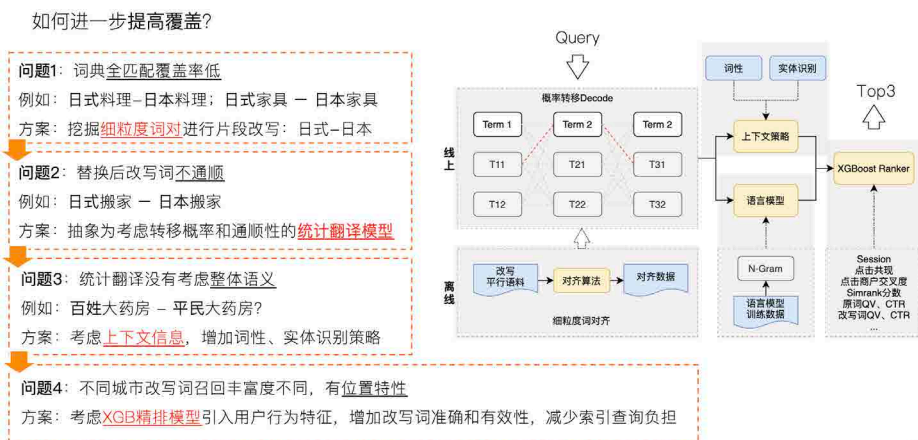 如何进一步提高覆盖？
问题1：词典全匹配覆盖率低
例如：日式料理-日本料理；日式家具 — 日本家具
方案：挖掘细粒度词对进行片段改写：日式-日本
问题2：替换后改写词不通顺
例如：日式搬家 — 日本搬家
方案：抽象为考虑转移概率和通顺性的统计翻译模型
问题3：统计翻译没有考虑整体语义
例如：百姓大药房 - 平民大药房?
方案：考虑上下文信息，增加词性、实体识别策略
问题4：不同城市改写词召回丰富度不同，有位置特性
方案：考虑XGB精排模型引入用户行为特征，增加改写词准确和有效性，减少索引查询负担
Query
线上
概率转移Decode
Term 1
Term 2
Term 2
T11
T21
T31
T12
T22
T32
离线
改写
平行语料
对齐算法
对齐数据
细粒度词对齐
词性
实体识别
上下文策略
语言模型
N-Gram
语言模型
训练数据
Top3
XGBoost Ranker
Session
点击共现
点击商户交叉度
Simrank分数
原词QV、CTR
改写词QV、CTR
...